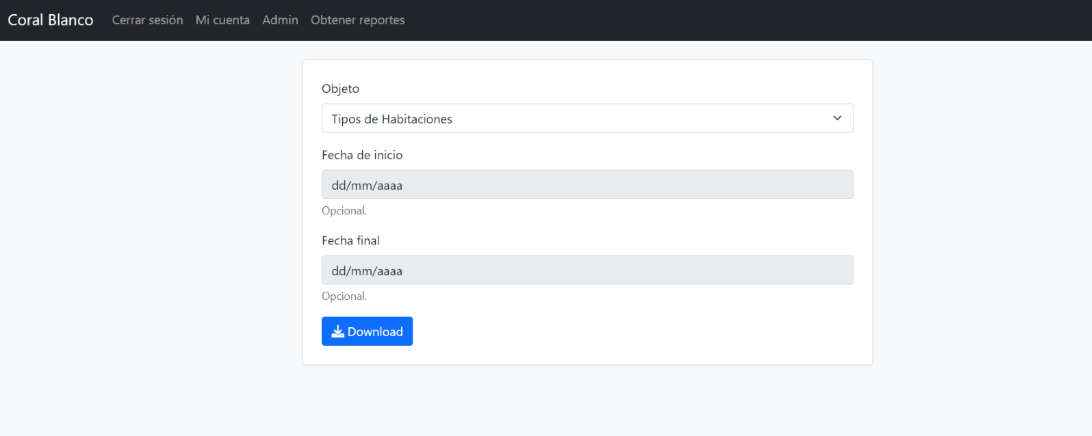 Coral Blanco Cerrar sesión Mi cuenta Admin Obtener reportes
Objeto
Tipos de Habitaciones
Fecha de inicio
dd/mm/aaaa
Opcional.
Fecha final
dd/mm/aaaa
Opcional.
Download